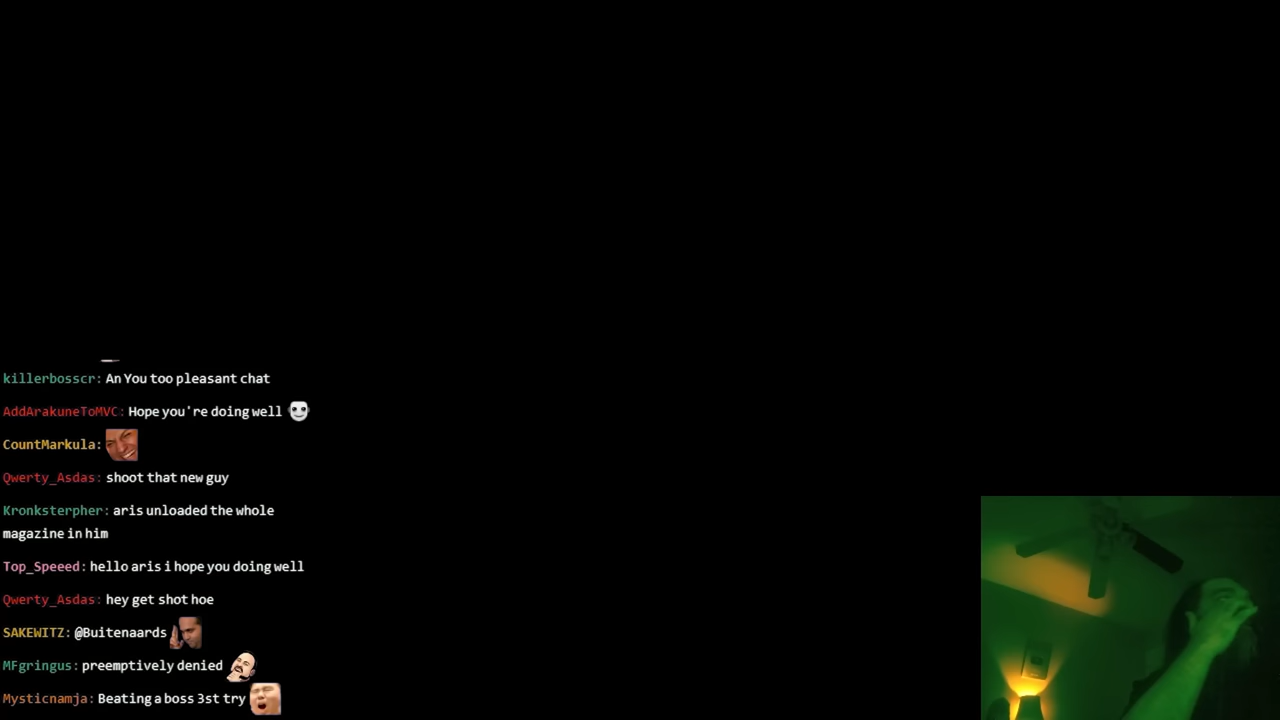 killerbosscr: An You too pleasant chat
AddArakuneToMVC: Hope you're doing well
CountMarkula:
Qwerty_Asdas: shoot that new guy
Kronksterpher: aris unloaded the whole
magazine in him
Top_Speeed: hello aris i hope you doing well
Qwerty_Asdas: hey get shot hoe
SAKEWITZ: @Buitenaards
MFgringus: preemptively denied
Mysticnamja: Beating a boss 3st try